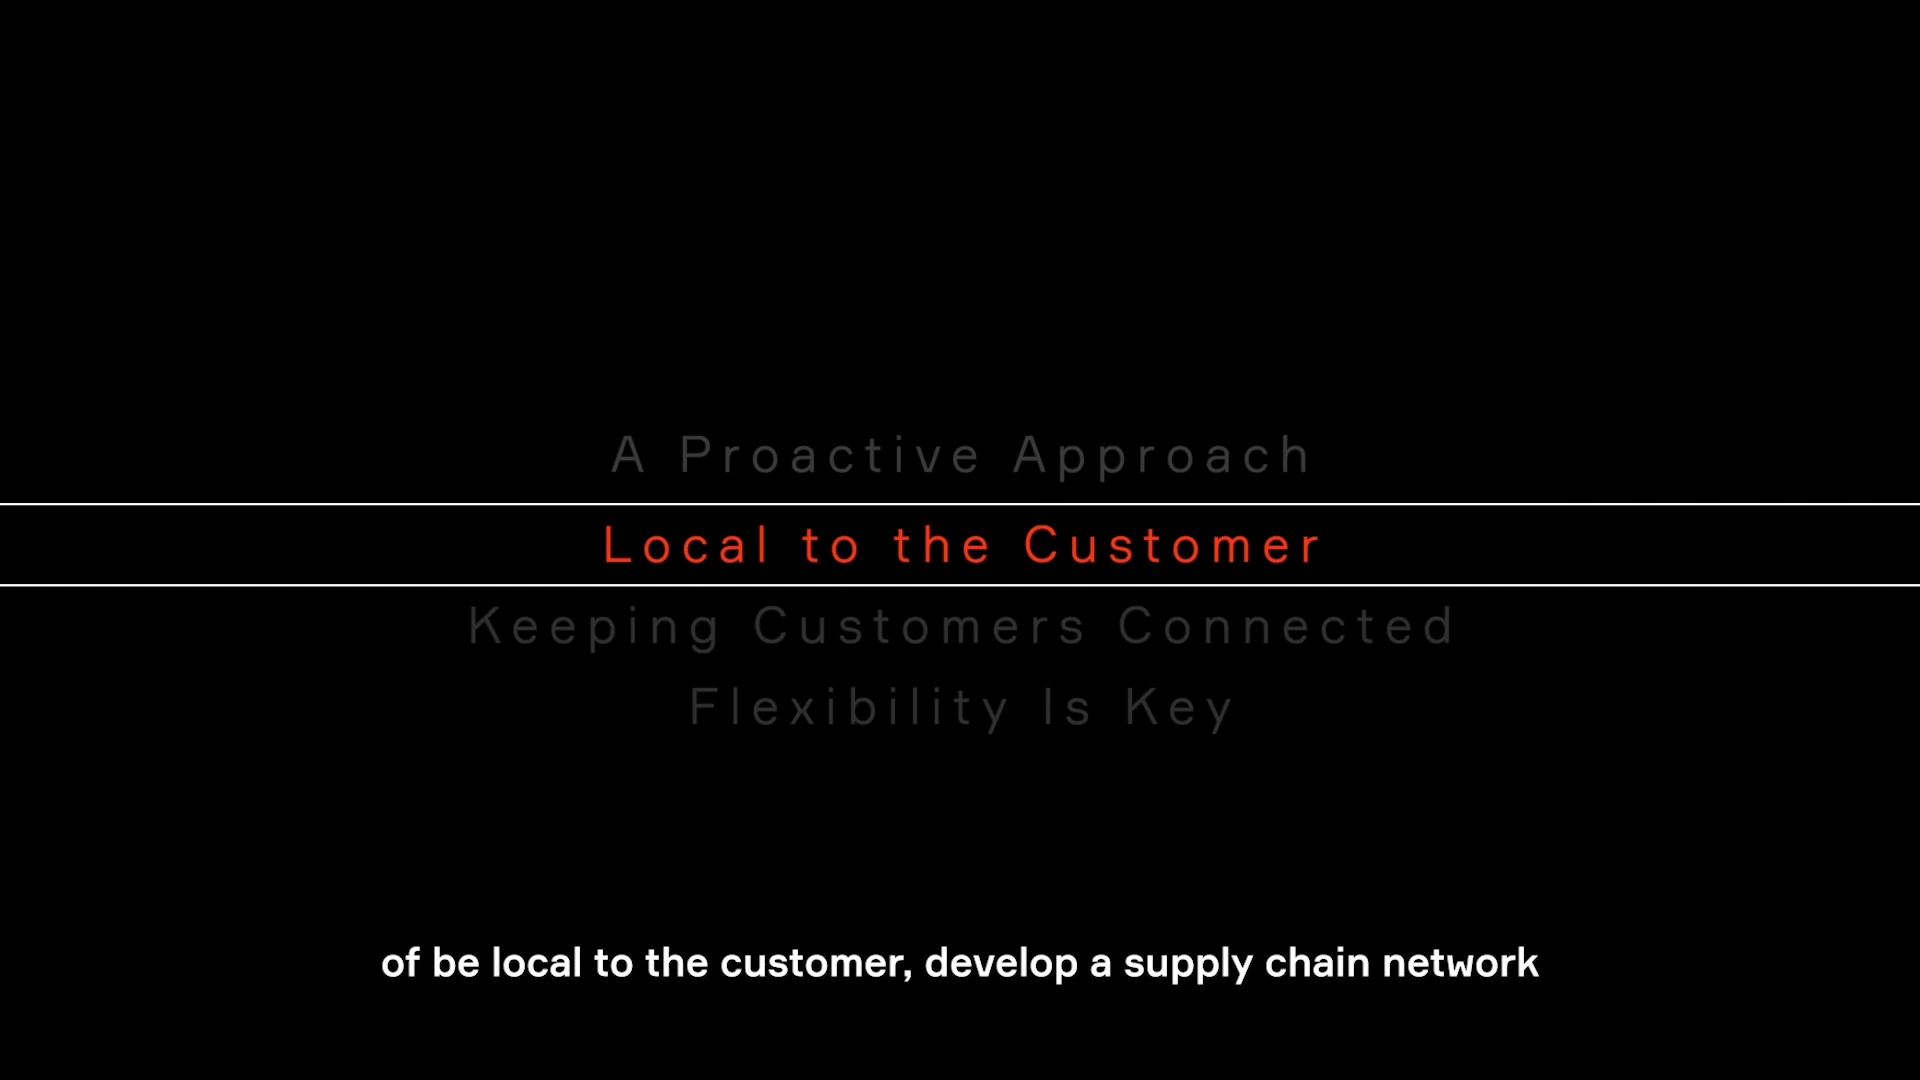 A Proactive Approach
Local to the Customer
Keeping Customers Connected
Flexibility Is Key
of be local to the customer, develop a supply chain network